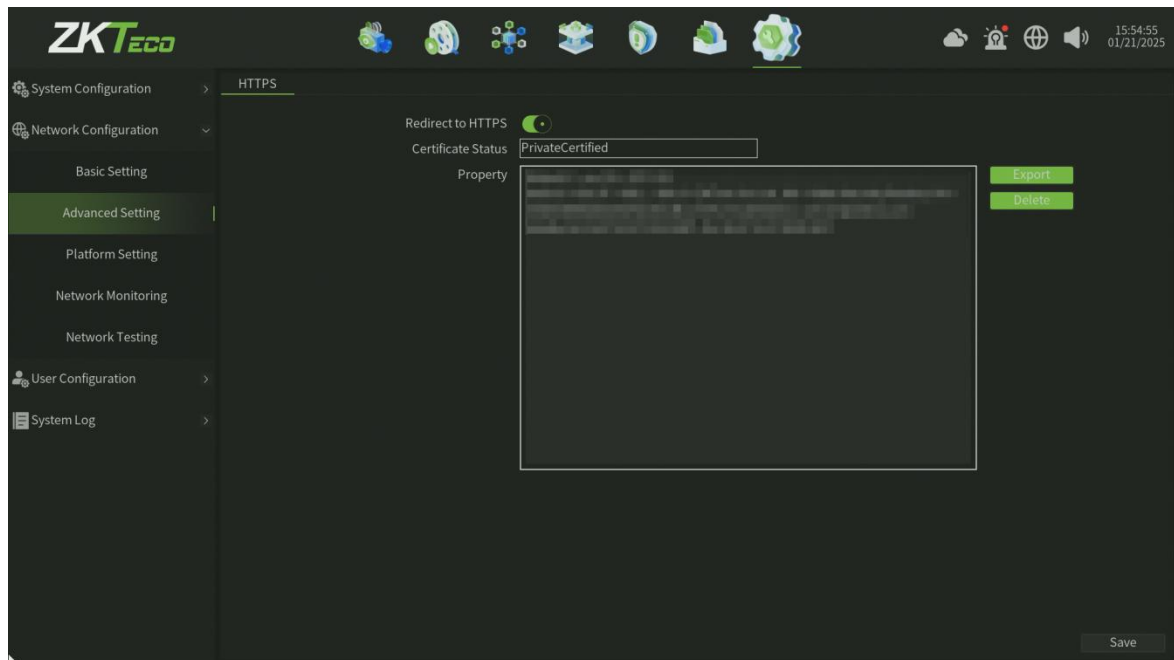 ZKTeco
15:54:55
01/21/2025
System Configuration
Network Configuration
Basic Setting
Advanced Setting
Platform Setting
Network Monitoring
Network Testing
User Configuration
System Log
HTTPS
Redirect to HTTPS
Certificate Status PrivateCertified
Property
Export
Delete
Save